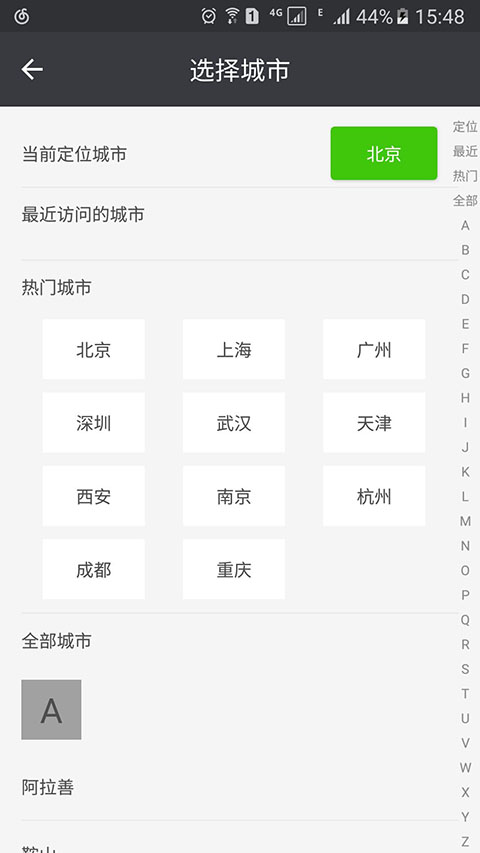 1 4G E 44% 15:48
选择城市
当前定位城市 北京
最近访问的城市
热门城市
北京 上海 广州
深圳 武汉 天津
西安 南京 杭州
成都 重庆
全部城市
A
阿拉善
鞍山
定位
最近
热门
全部
A
B
C
D
E
F
G
H
I
J
K
L
M
N
O
P
Q
R
S
T
U
V
W
X
Y
Z